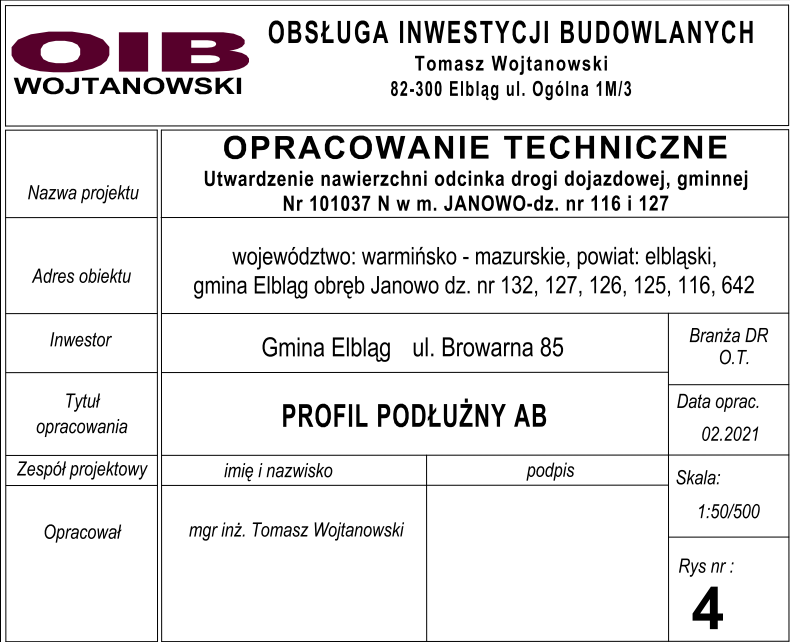 OIB
WOJTANOWSKI
OBSŁUGA INWESTYCJI BUDOWLANYCH
Tomasz Wojtanowski
82-300 Elbląg ul. Ogólna 1M/3
Nazwa projektu
OPRACOWANIE TECHNICZNE
Utwardzenie nawierzchni odcinka drogi dojazdowej, gminnej
Nr 101037 N w m. JANOWO-dz. nr 116 i 127
Adres obiektu
województwo: warmińsko - mazurskie, powiat: elbląski,
gmina Elbląg obręb Janowo dz. nr 132, 127, 126, 125, 116, 642
Inwestor
Gmina Elbląg ul. Browarna 85
Branża DR
O.T.
Tytuł
opracowania
PROFIL PODŁUŻNY AB
Data oprac.
02.2021
Zespół projektowy
imię i nazwisko
podpis
Skala:
1:50/500
Opracował
mgr inż. Tomasz Wojtanowski
Rys nr :
4